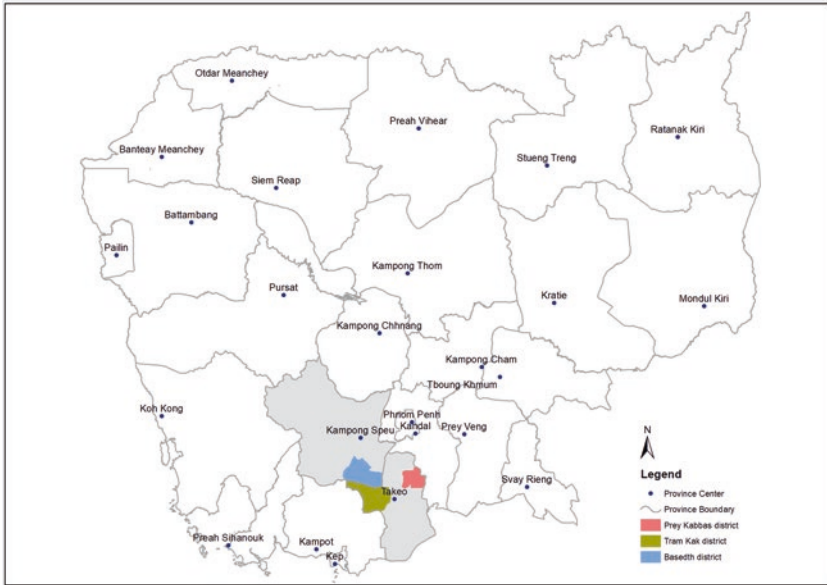 Otdar Meanchey
Preah Vihear
Ratanak Kiri
Banteay Meanchey
Stueng Treng
Siem Reap
Battambang
Pailin
Kampong Thom
Pursat
Kratie
Mondul Kiri
Kampong Chhnang
Kampong Cham
Tboung Khmum
Koh Kong
Phnom Penh
Kampong Speu
Kandal
Prey Veng
N
Legend
Svay Rieng
Province Center
Takeo
Province Boundary
Prey Kabbas district
Preah Sihanouk
Kampot
Tram Kak district
Kep
Basedth district